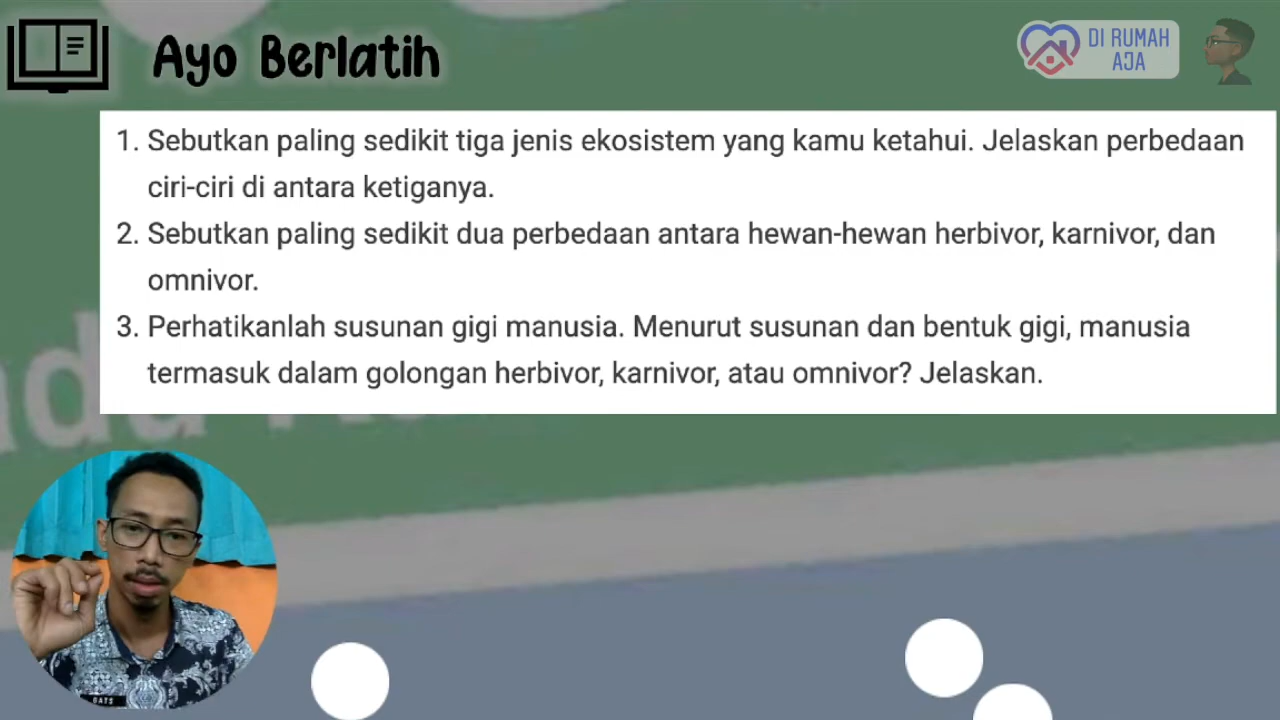 Ayo Berlatih
DI RUMAH
AJA
1. Sebutkan paling sedikit tiga jenis ekosistem yang kamu ketahui. Jelaskan perbedaan
ciri-ciri di antara ketiganya.
2. Sebutkan paling sedikit dua perbedaan antara hewan-hewan herbivor, karnivor, dan
omnivor.
3. Perhatikanlah susunan gigi manusia. Menurut susunan dan bentuk gigi, manusia
termasuk dalam golongan herbivor, karnivor, atau omnivor? Jelaskan.